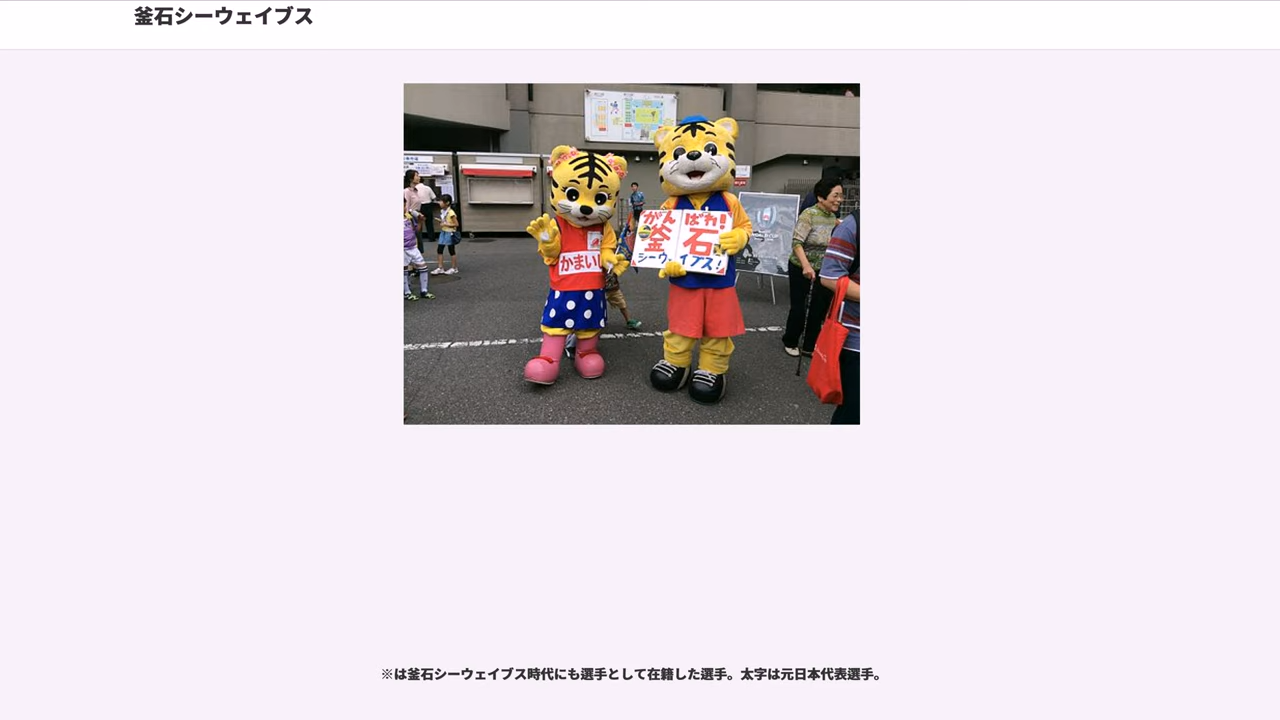 釜石シーウェイブス
がんばれ!
釜石
シーウェイブス!
かまいし
※は釜石シーウェイブス時代にも選手として在籍した選手。太字は元日本代表選手。